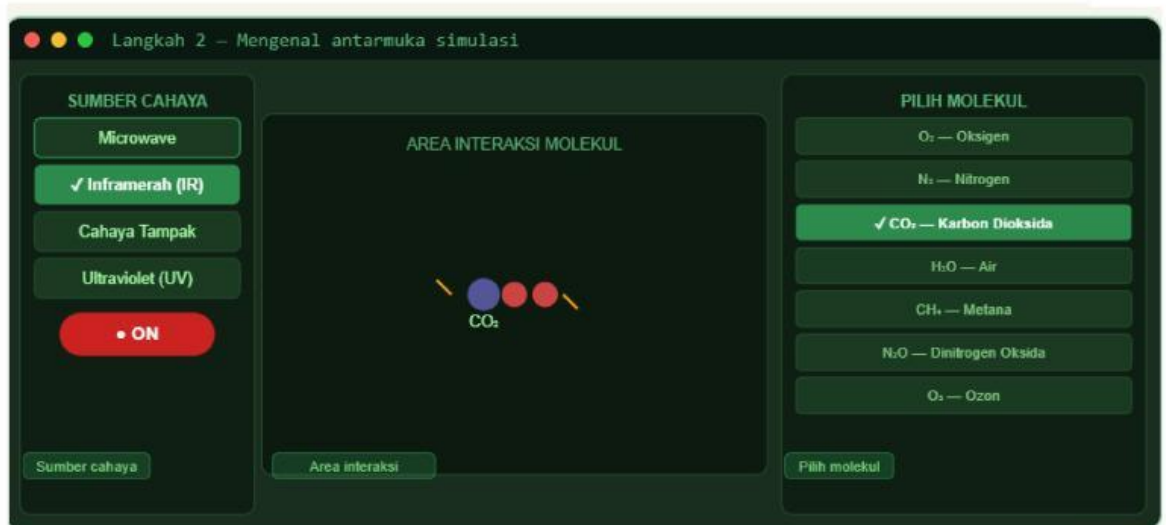 Langkah 2 – Mengenal antarmuka simulasi
SUMBER CAHAYA
Microwave
✓ Inframerah (IR)
Cahaya Tampak
Ultraviolet (UV)
• ON
Sumber cahaya
AREA INTERAKSI MOLEKUL
CO₂
Area interaksi
PILIH MOLEKUL
O₂ — Oksigen
N₂ — Nitrogen
✓ CO₂ — Karbon Dioksida
H₂O — Air
CH₄ — Metana
N₂O — Dinitrogen Oksida
O₃ — Ozon
Pilih molekul